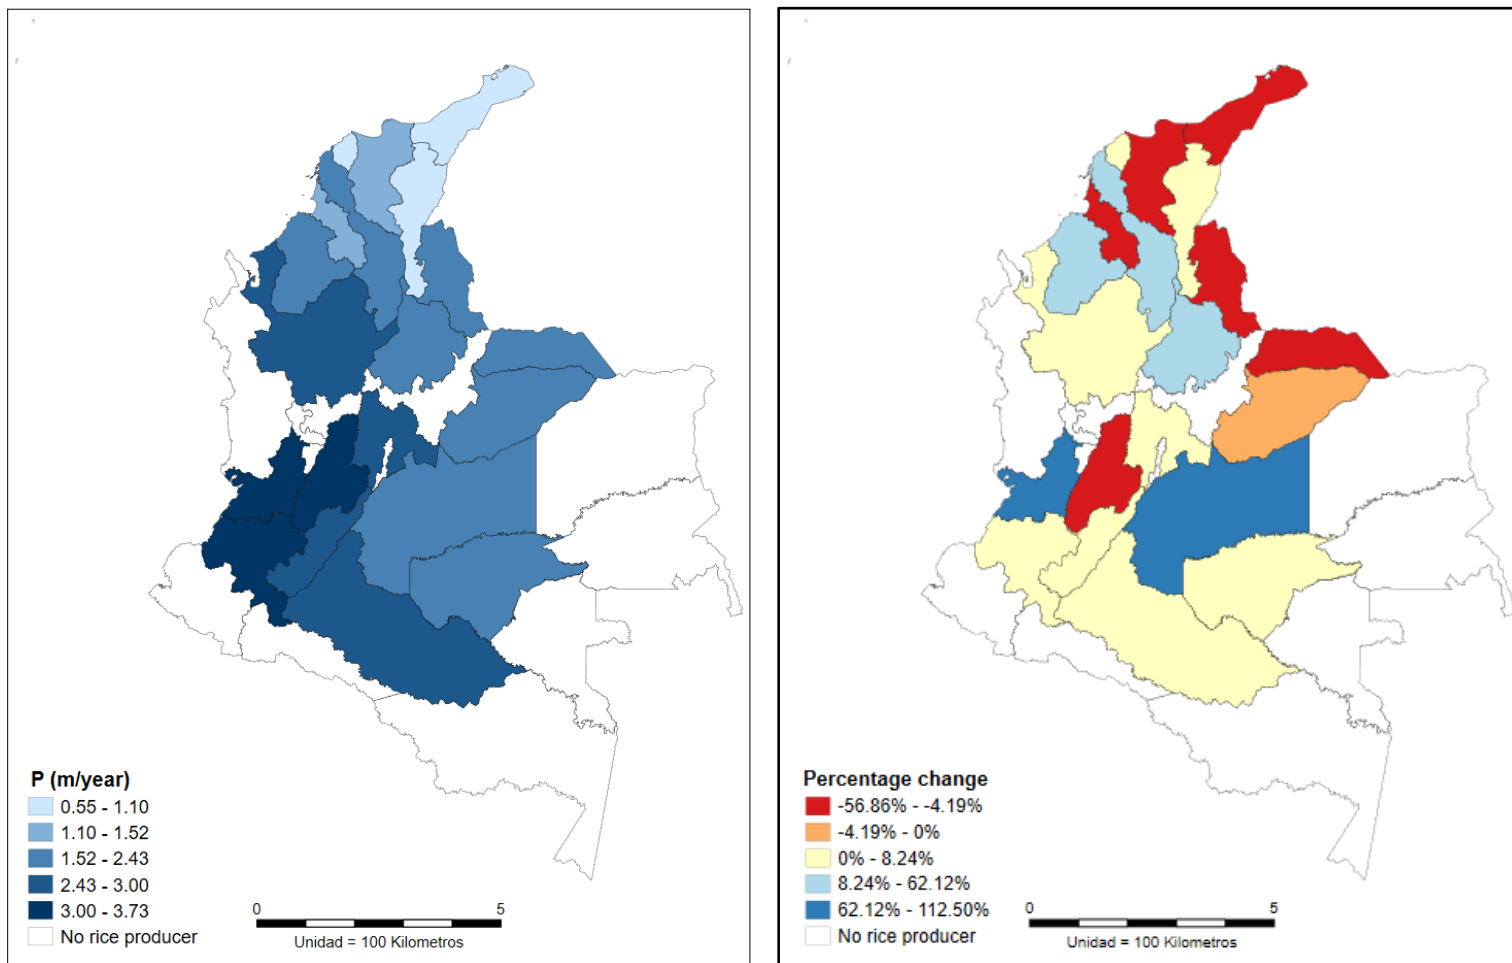 P (m/year)
0.55 - 1.10
1.10 - 1.52
1.52 - 2.43
2.43 - 3.00
3.00 - 3.73
No rice producer
0 5
Unidad = 100 Kilometros
Percentage change
-56.86% - -4.19%
-4.19% - 0%
0% - 8.24%
8.24% - 62.12%
62.12% - 112.50%
No rice producer
0 5
Unidad = 100 Kilometros